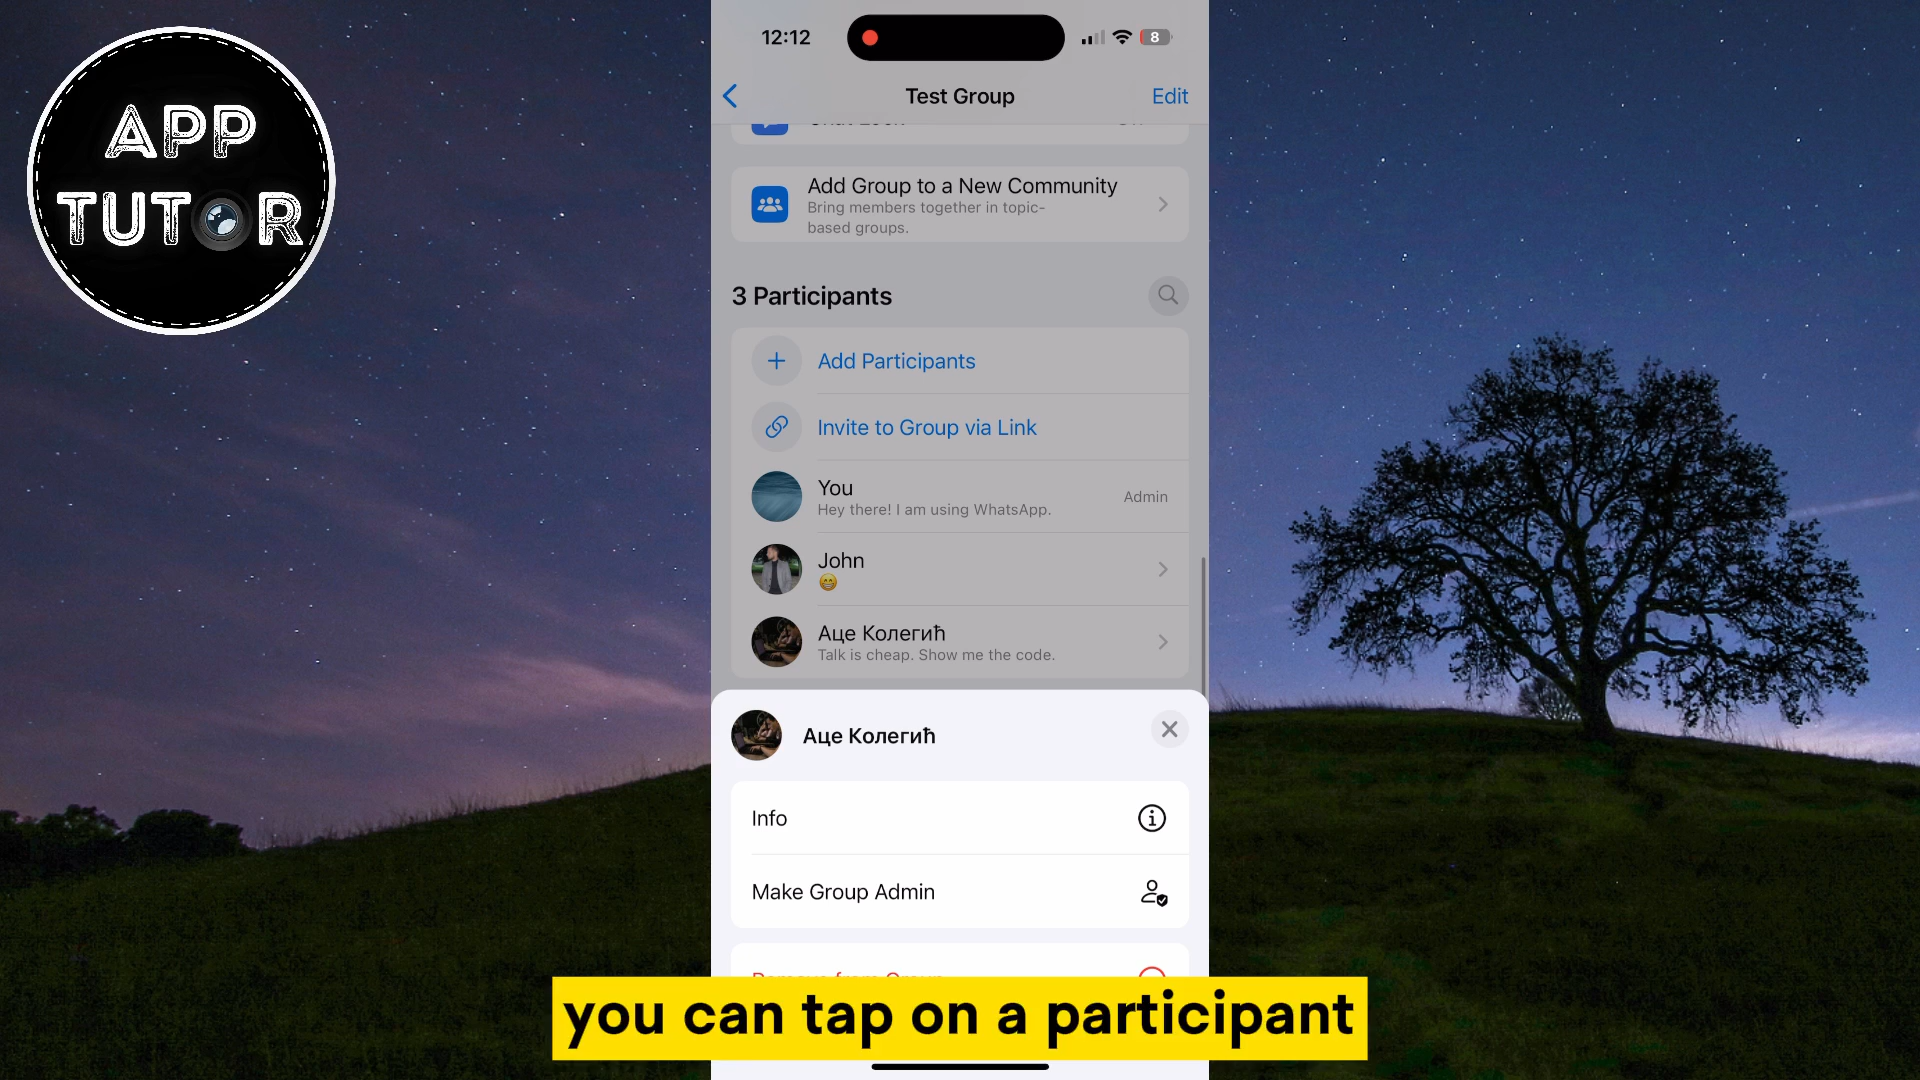 APP
TUTOR
12:12
8
Test Group
Edit
Add Group to a New Community
Bring members together in topic-
based groups.
3 Participants
Add Participants
Invite to Group via Link
You
Hey there! I am using WhatsApp.
Admin
John
Аце Колегић
Talk is cheap. Show me the code.
Аце Колегић
Info
Make Group Admin
Remove from Group
you can tap on a participant